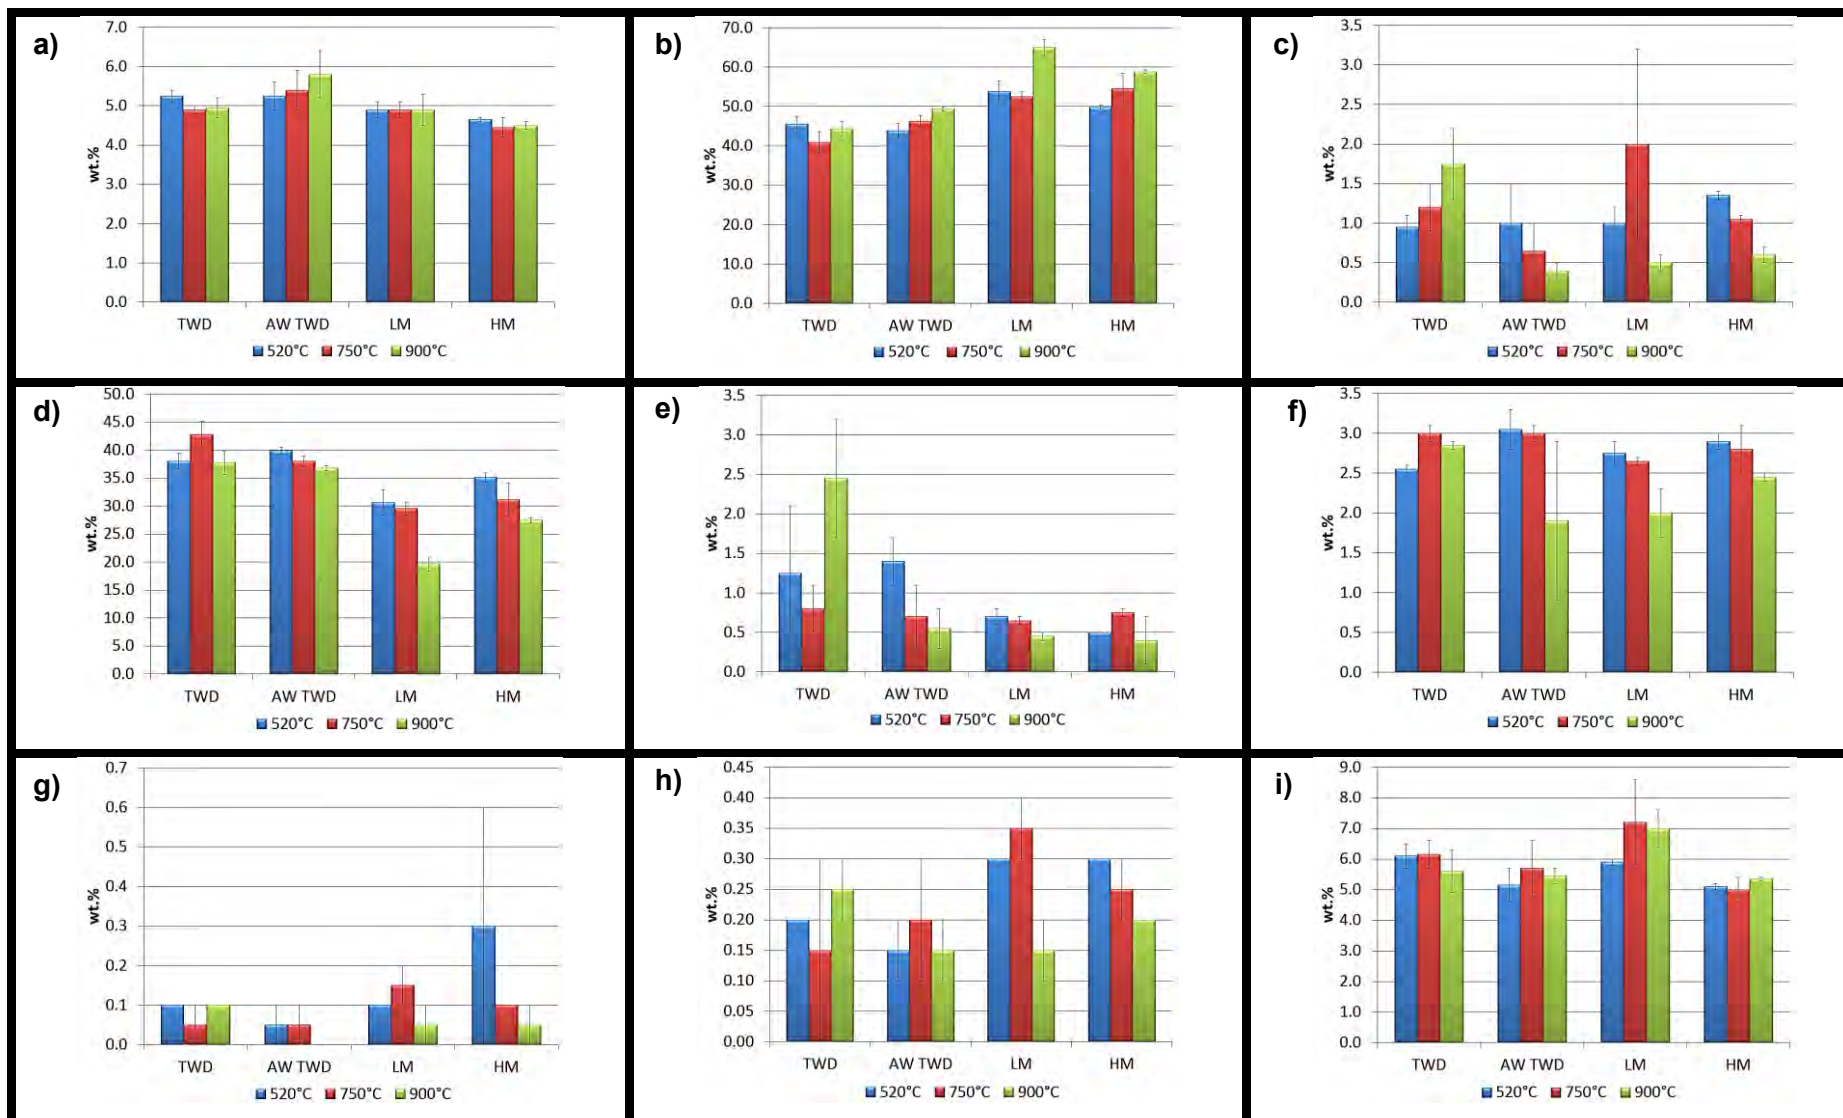 a)
7.0
6.0
5.0
4.0
3.0
2.0
1.0
0.0
wt.%
TWD AW TWD LM HM
520°C 750°C 900°C
b)
70.0
60.0
50.0
40.0
30.0
20.0
10.0
0.0
wt.%
TWD AW TWD LM HM
520°C 750°C 900°C
c)
3.5
3.0
2.5
2.0
1.5
1.0
0.5
0.0
wt.%
TWD AW TWD LM HM
520°C 750°C 900°C
d)
50.0
45.0
40.0
35.0
30.0
25.0
20.0
15.0
10.0
5.0
0.0
wt.%
TWD AW TWD LM HM
520°C 750°C 900°C
e)
3.5
3.0
2.5
2.0
1.5
1.0
0.5
0.0
wt.%
TWD AW TWD LM HM
520°C 750°C 900°C
f)
3.5
3.0
2.5
2.0
1.5
1.0
0.5
0.0
wt.%
TWD AW TWD LM HM
520°C 750°C 900°C
g)
0.7
0.6
0.5
0.4
0.3
0.2
0.1
0.0
wt.%
TWD AW TWD LM HM
520°C 750°C 900°C
h)
0.45
0.40
0.35
0.30
0.25
0.20
0.15
0.10
0.05
0.00
wt.%
TWD AW TWD LM HM
520°C 750°C 900°C
i)
9.0
8.0
7.0
6.0
5.0
4.0
3.0
2.0
1.0
0.0
wt.%
TWD AW TWD LM HM
520°C 750°C 900°C